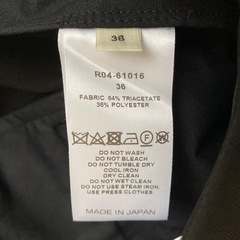 36
R04-61016
36
FABRIC 64% TRIACETATE
36% POLYESTER
DO NOT WASH
DO NOT BLEACH
DO NOT TUMBLE DRY
COOL IRON
DRY CLEAN
DO NOT WET CLEAN
DO NOT USE STEAM IRON.
USE PRESS CLOTHES.
MADE IN JAPAN